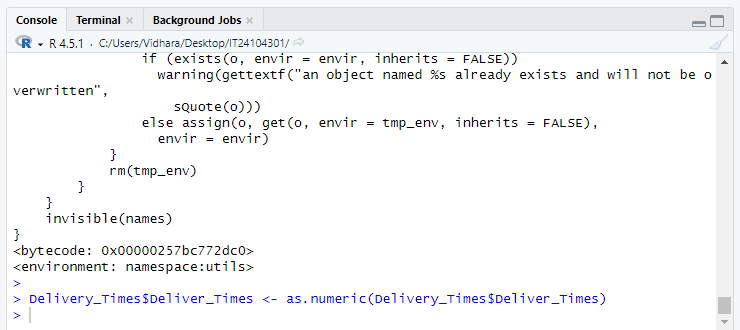 Console Terminal Background Jobs
R 4.5.1 · C:/Users/Vidhara/Desktop/IT24104301/
if (exists(o, envir = envir, inherits = FALSE))
warning(gettextf("an object named %s already exists and will not be o
verwritten",
sQuote(o)))
else assign(o, get(o, envir = tmp_env, inherits = FALSE),
envir = envir)
}
rm(tmp_env)
}
}
invisible(names)
}
<bytecode: 0x00000257bc772dc0>
<environment: namespace:utils>
>
> Delivery_Times$Deliver_Times <- as.numeric(Delivery_Times$Deliver_Times)
>